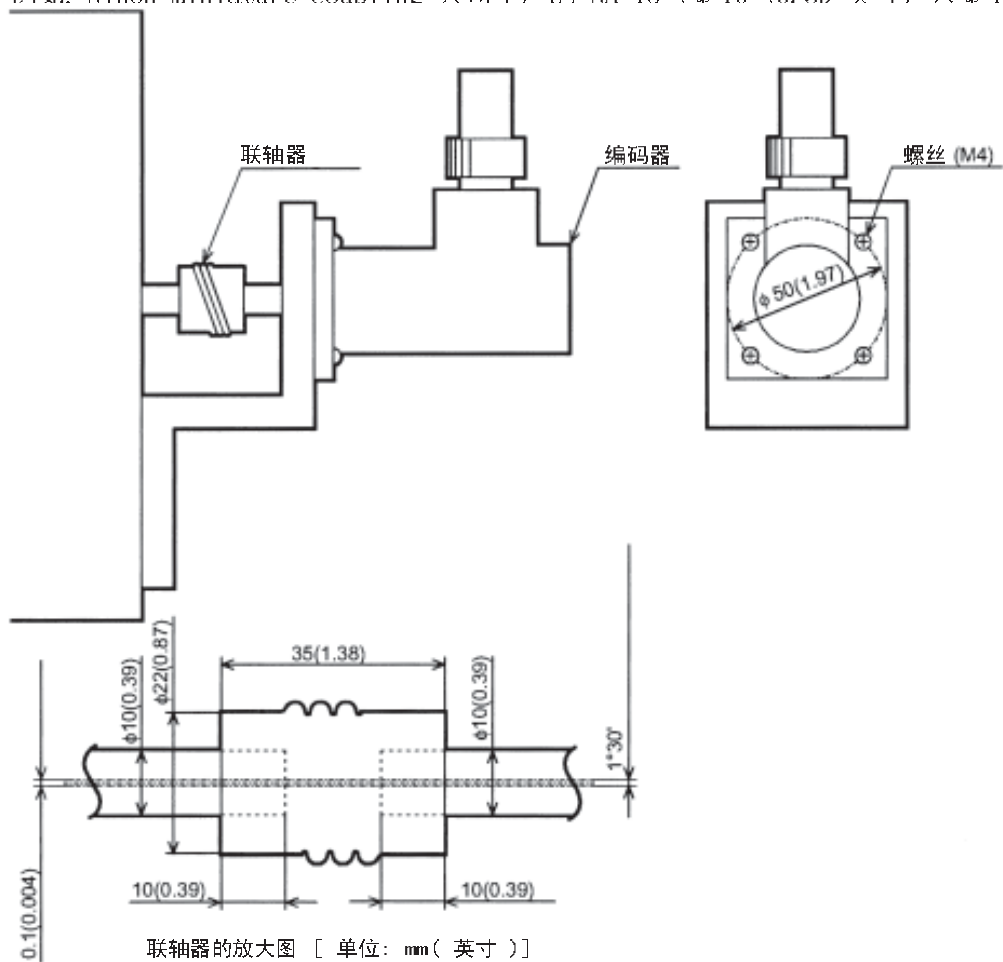 联轴器
编码器
螺丝 (M4)
ϕ 50(1.97)
35(1.38)
ϕ22(0.87)
ϕ10(0.39)
ϕ10(0.39)
1°30'
10(0.39)
10(0.39)
0.1(0.004)
联轴器的放大图 [ 单位: mm( 英寸 )]